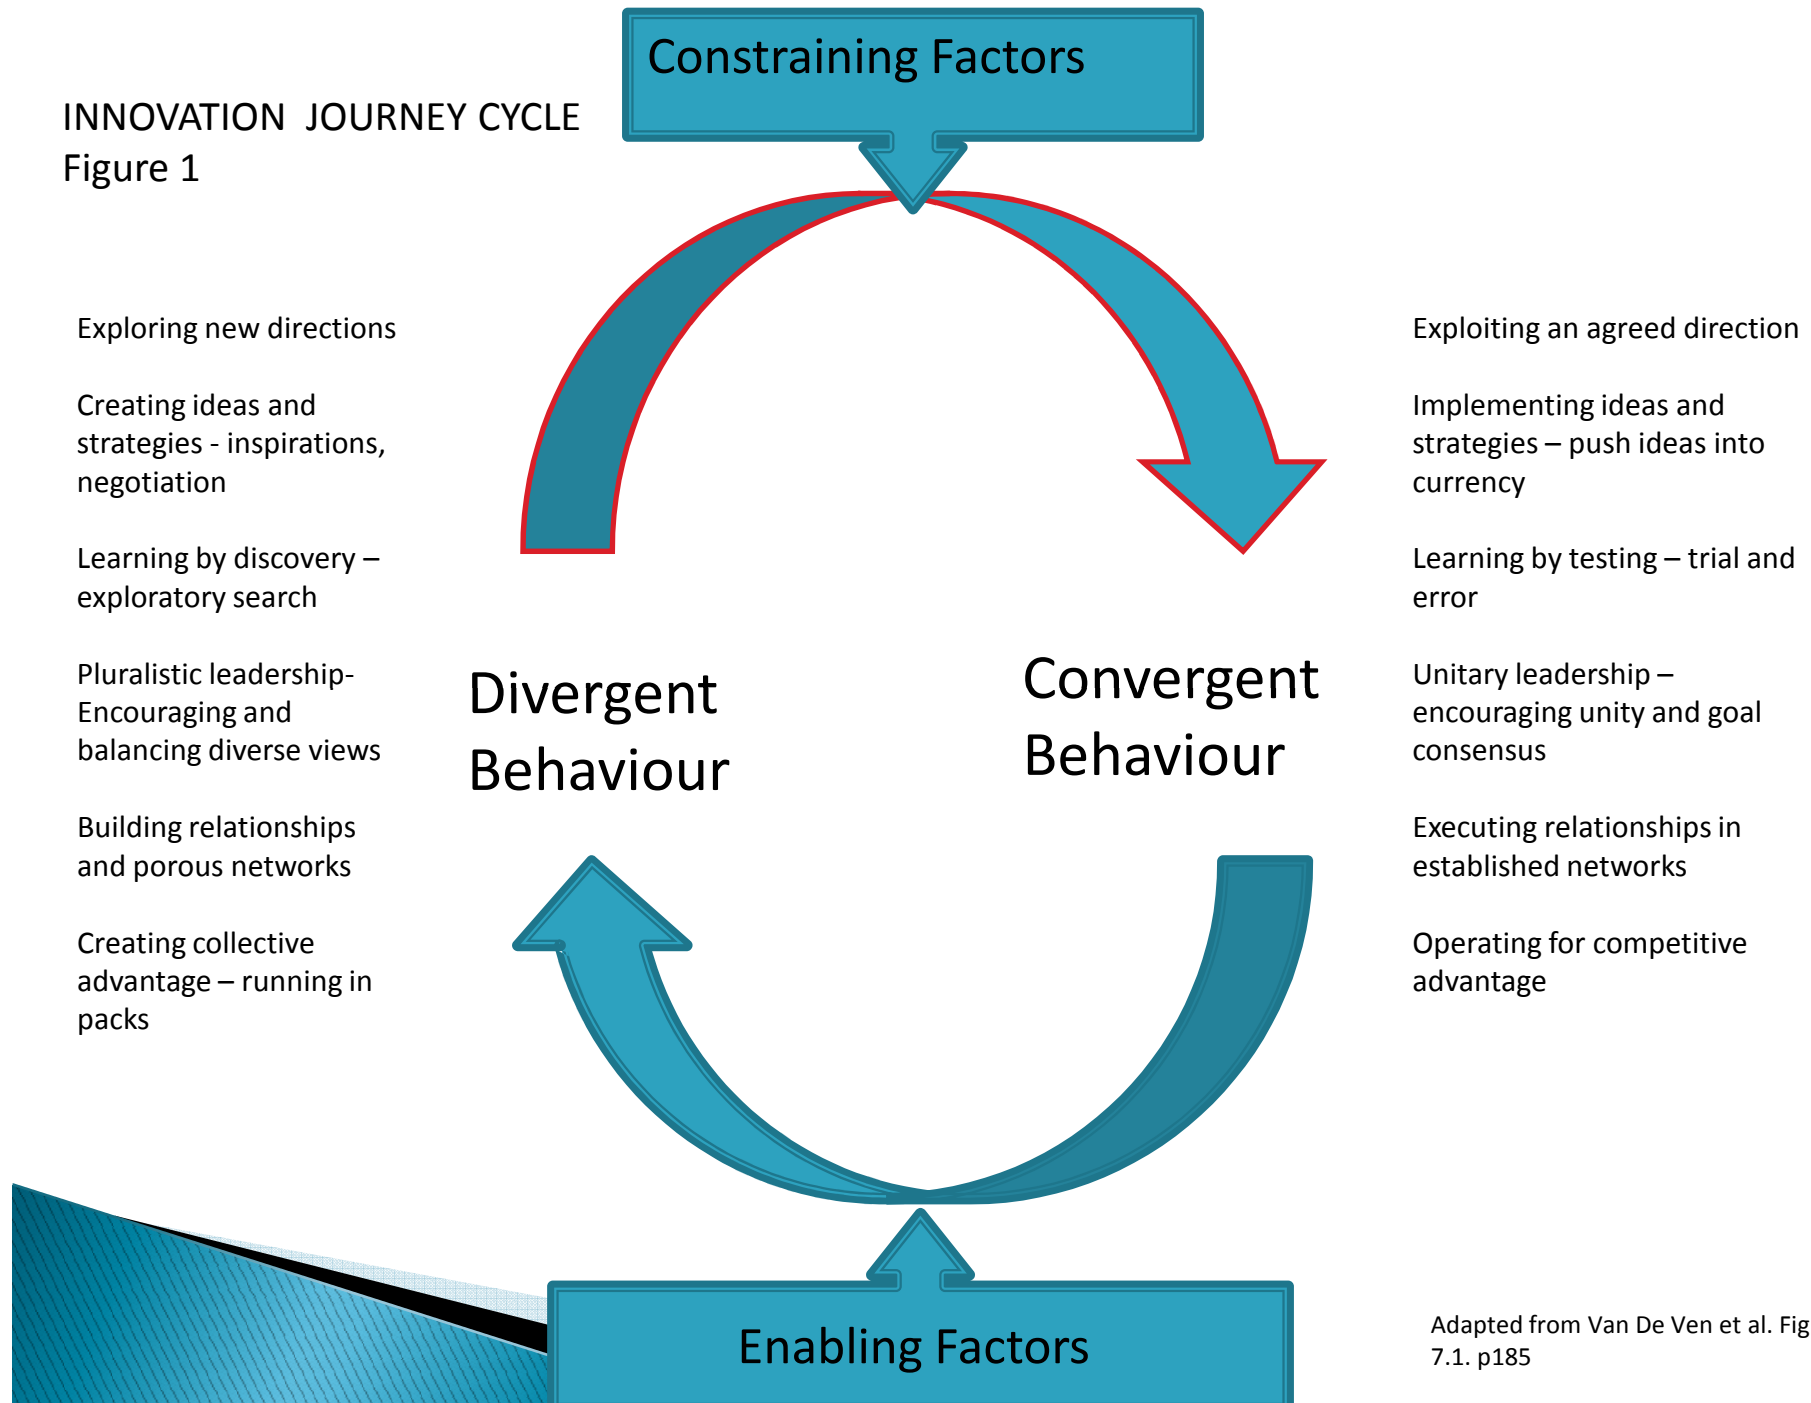 Constraining Factors
INNOVATION JOURNEY CYCLE
Figure 1
Exploring new directions
Creating ideas and
strategies - inspirations,
negotiation
Learning by discovery –
exploratory search
Pluralistic leadership-
Encouraging and
balancing diverse views
Building relationships
and porous networks
Creating collective
advantage – running in
packs
Divergent
Behaviour
Convergent
Behaviour
Exploiting an agreed direction
Implementing ideas and
strategies – push ideas into
currency
Learning by testing – trial and
error
Unitary leadership –
encouraging unity and goal
consensus
Executing relationships in
established networks
Operating for competitive
advantage
Enabling Factors
Adapted from Van De Ven et al. Fig
7.1. p185